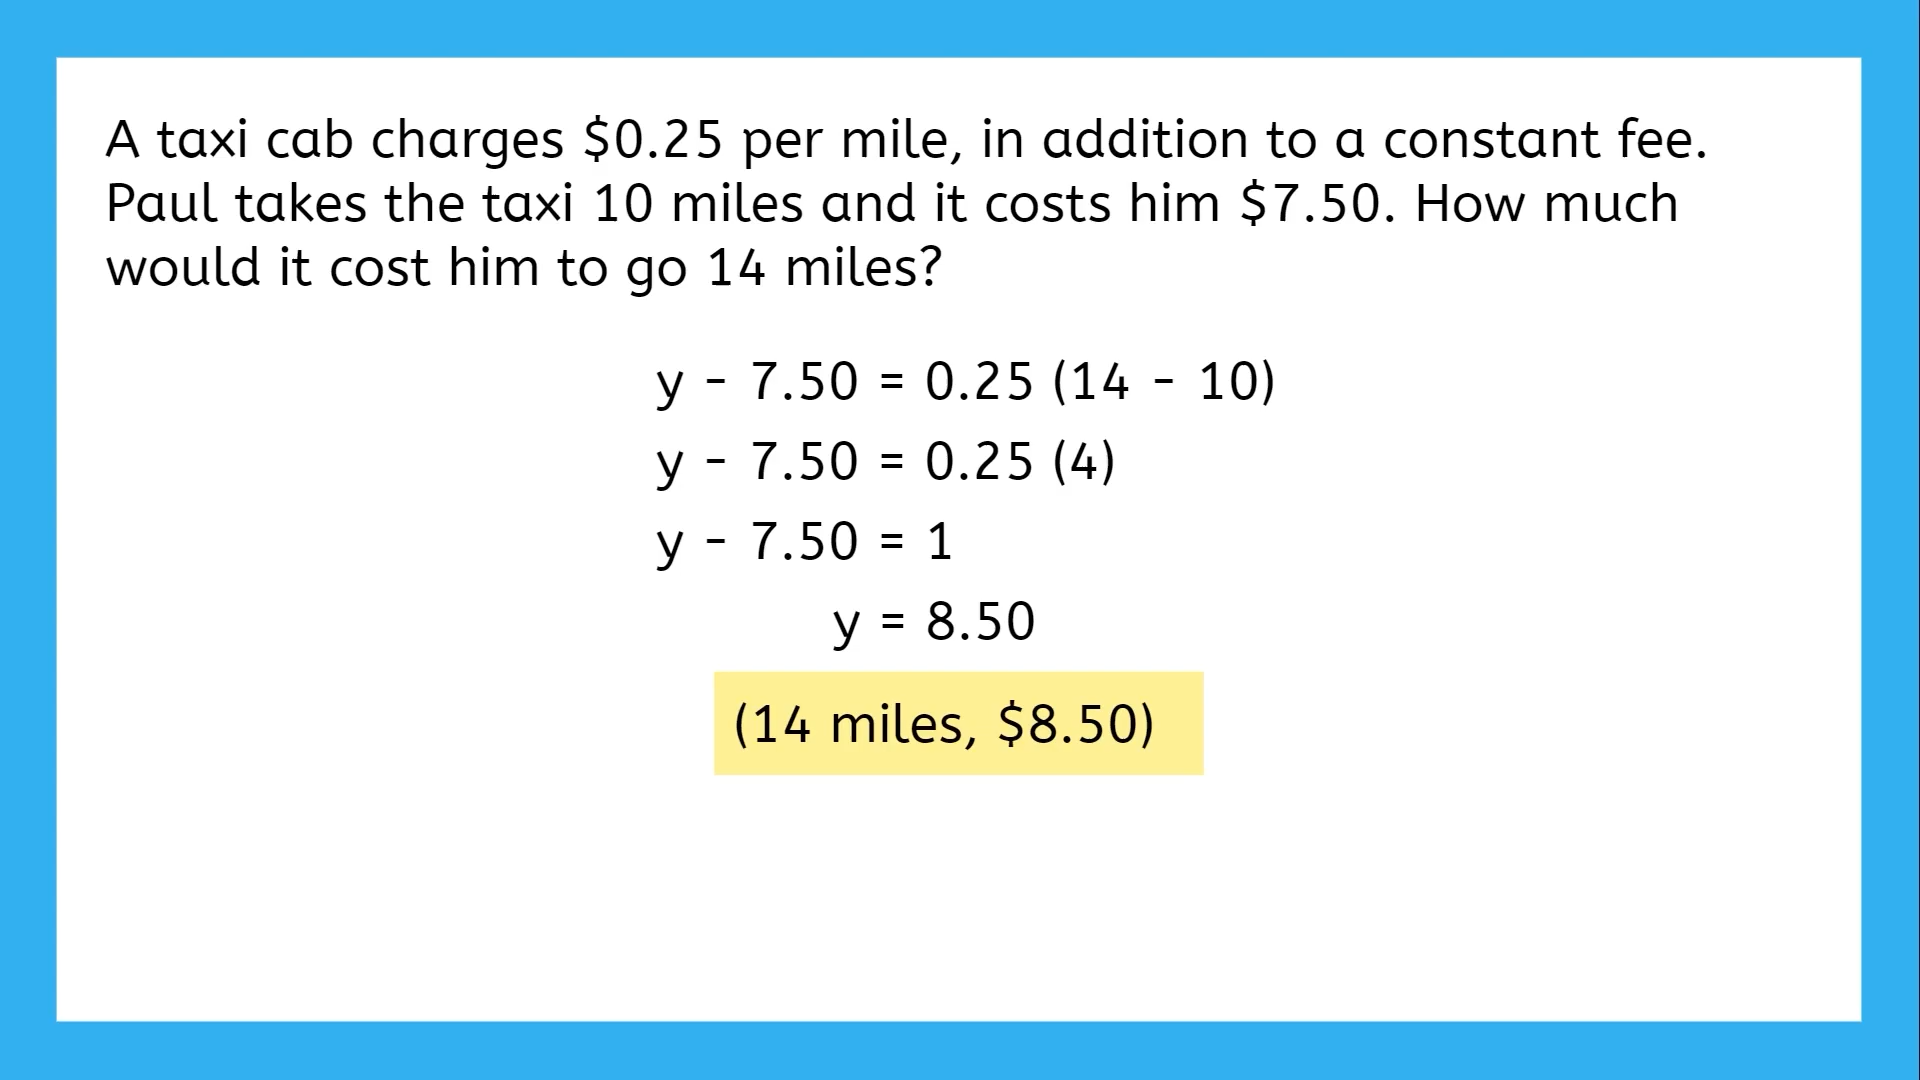 A taxi cab charges $0.25 per mile, in addition to a constant fee.
Paul takes the taxi 10 miles and it costs him $7.50. How much
would it cost him to go 14 miles?
y - 7.50 = 0.25 (14 - 10)
y - 7.50 = 0.25 (4)
y - 7.50 = 1
y = 8.50
(14 miles, $8.50)